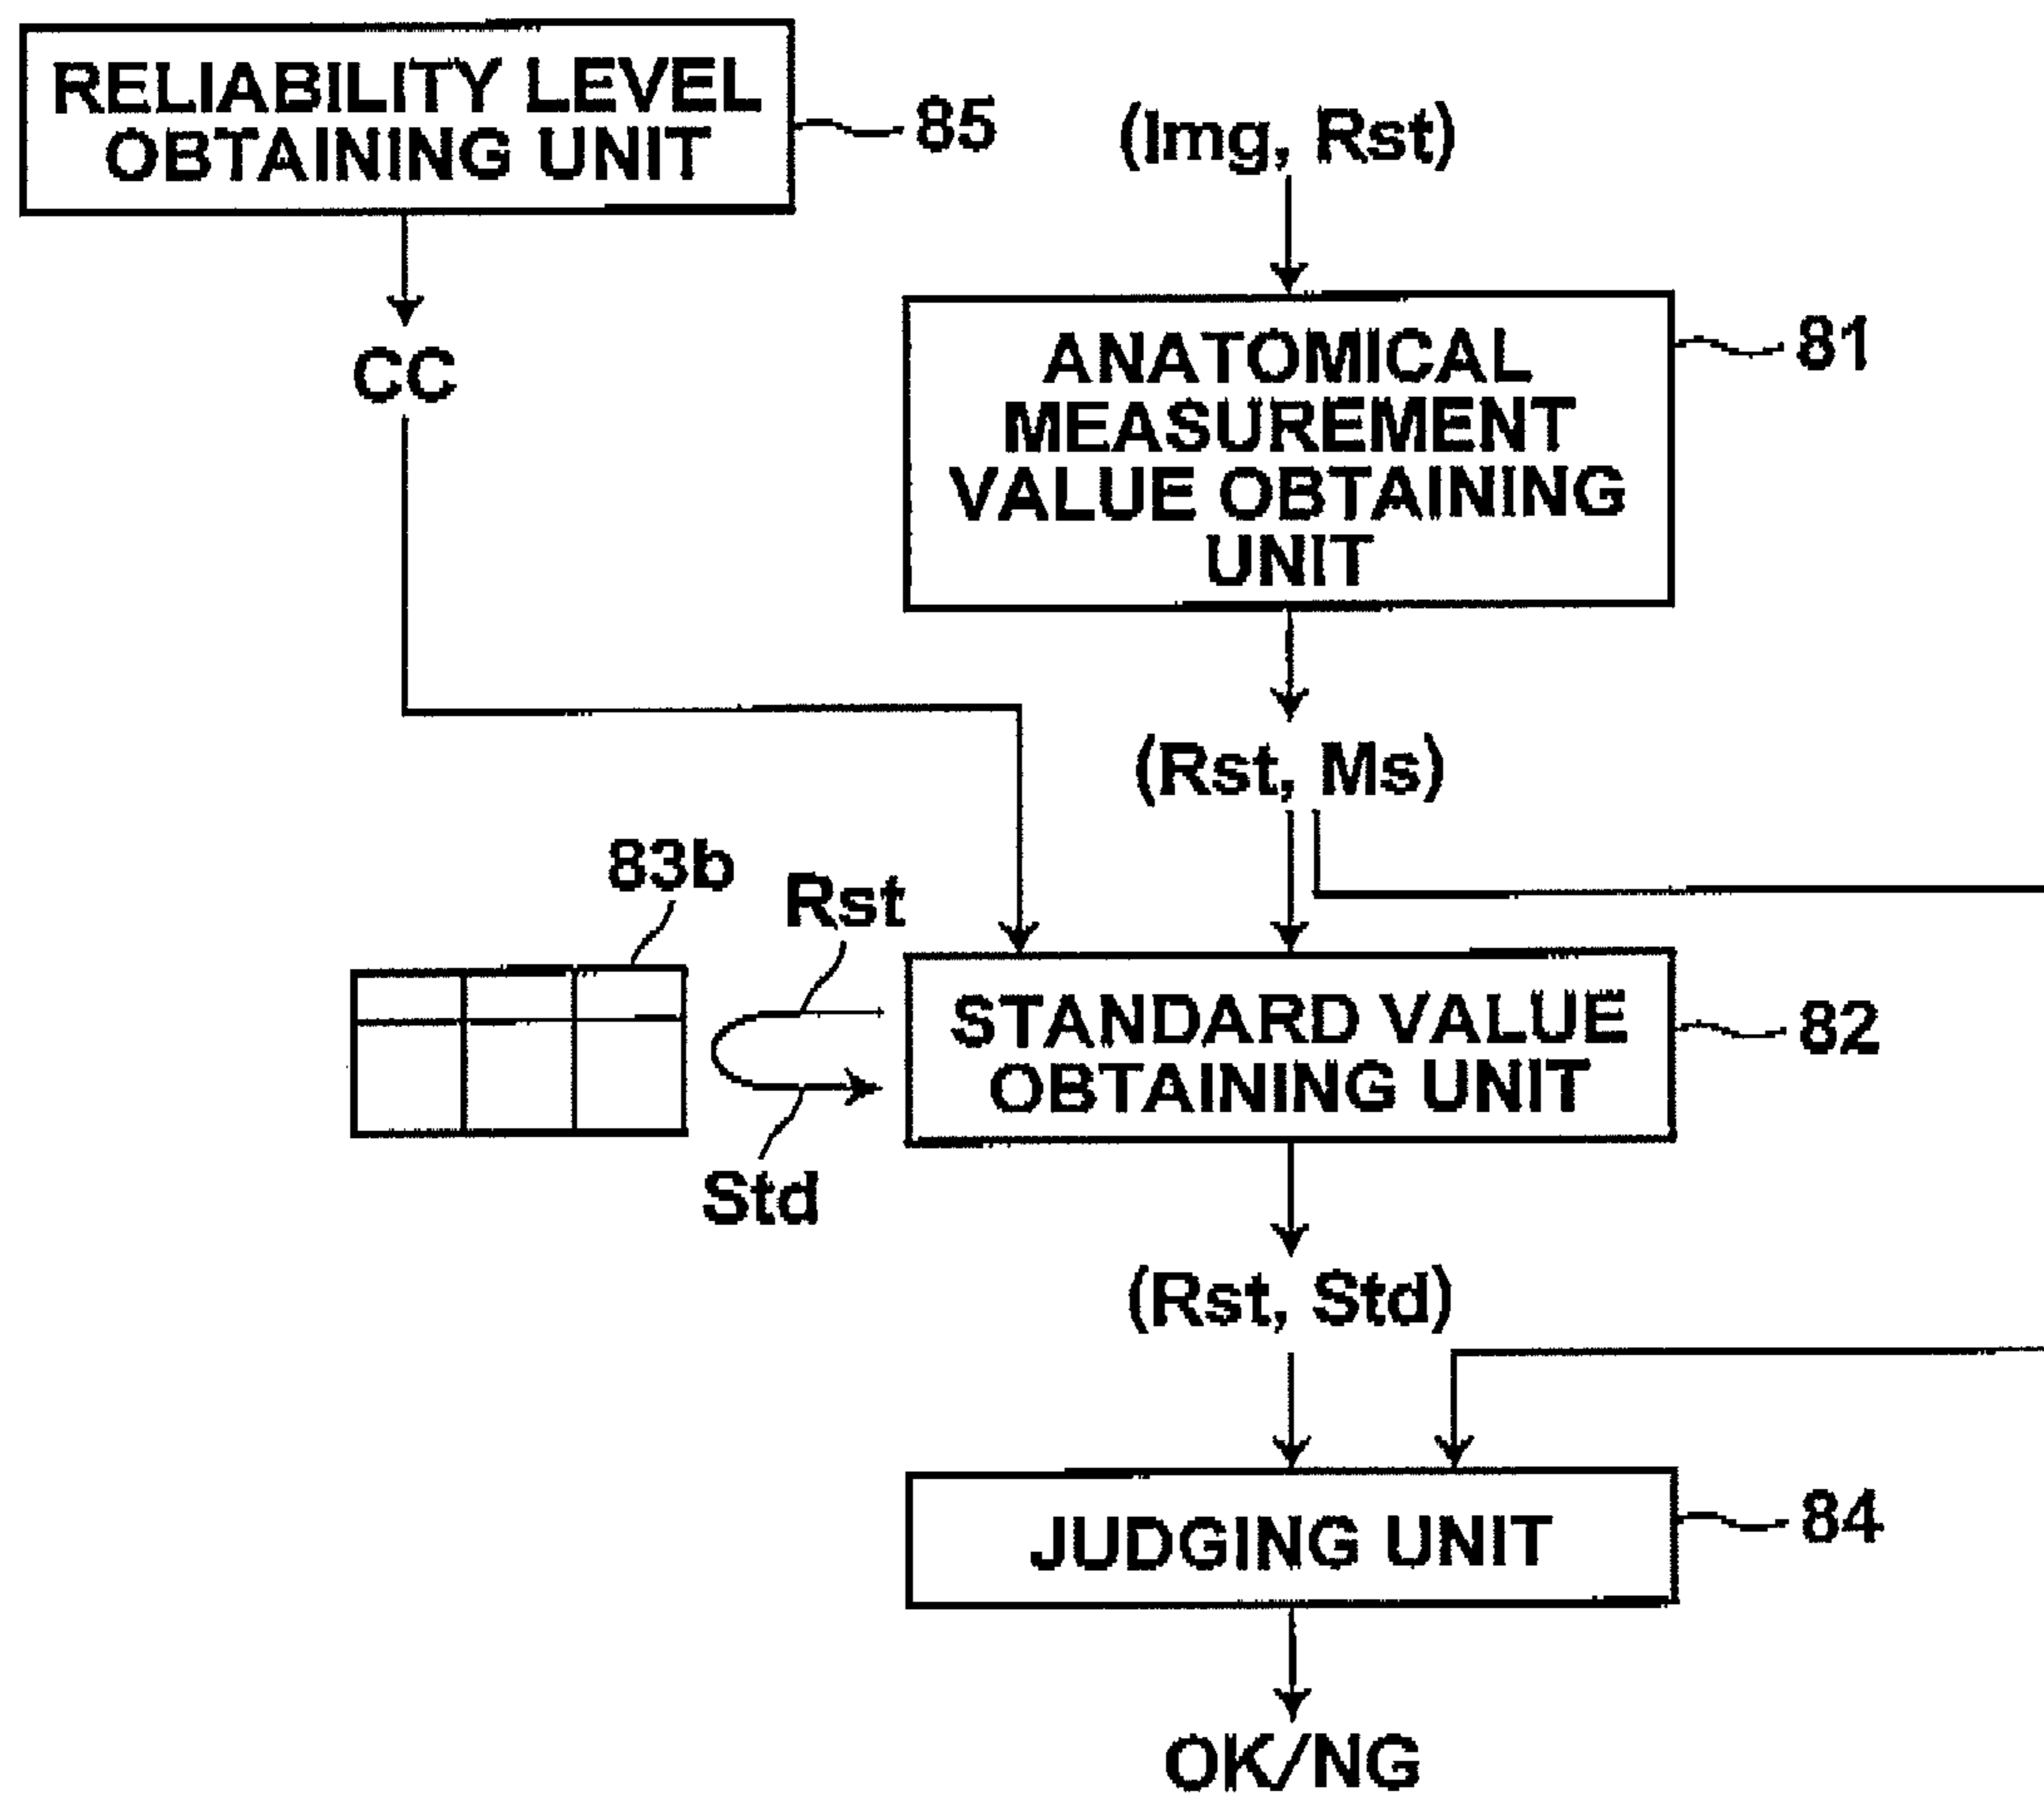 RELIABILITY LEVEL
OBTAINING UNIT
85
(Img, Rst)
CC
ANATOMICAL
MEASUREMENT
VALUE OBTAINING
UNIT
81
(Rst, Ms)
83b
Rst
STANDARD VALUE
OBTAINING UNIT
82
Std
(Rst, Std)
JUDGING UNIT
84
OK/NG